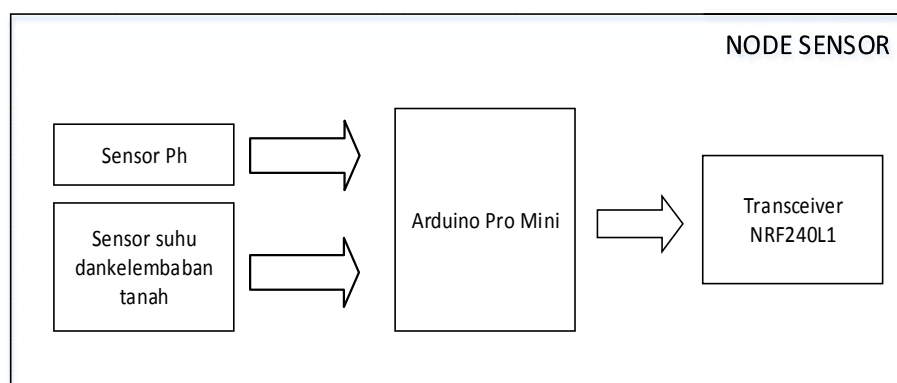 NODE SENSOR
Sensor Ph
Sensor suhu
dankelembaban
tanah
Arduino Pro Mini
Transceiver
NRF240L1